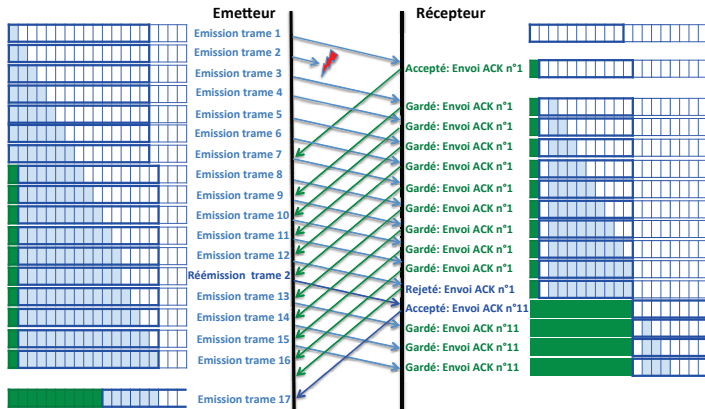 Emetteur
Récepteur
Emission trame 1
Emission trame 2
Emission trame 3
Emission trame 4
Emission trame 5
Emission trame 6
Emission trame 7
Emission trame 8
Emission trame 9
Emission trame 10
Emission trame 11
Emission trame 12
Réémission trame 2
Emission trame 13
Emission trame 14
Emission trame 15
Emission trame 16
Emission trame 17
Accepté: Envoi ACK n°1
Gardé: Envoi ACK n°1
Gardé: Envoi ACK n°1
Gardé: Envoi ACK n°1
Gardé: Envoi ACK n°1
Gardé: Envoi ACK n°1
Gardé: Envoi ACK n°1
Gardé: Envoi ACK n°1
Gardé: Envoi ACK n°1
Gardé: Envoi ACK n°1
Rejeté: Envoi ACK n°1
Accepté: Envoi ACK n°11
Gardé: Envoi ACK n°11
Gardé: Envoi ACK n°11
Gardé: Envoi ACK n°11